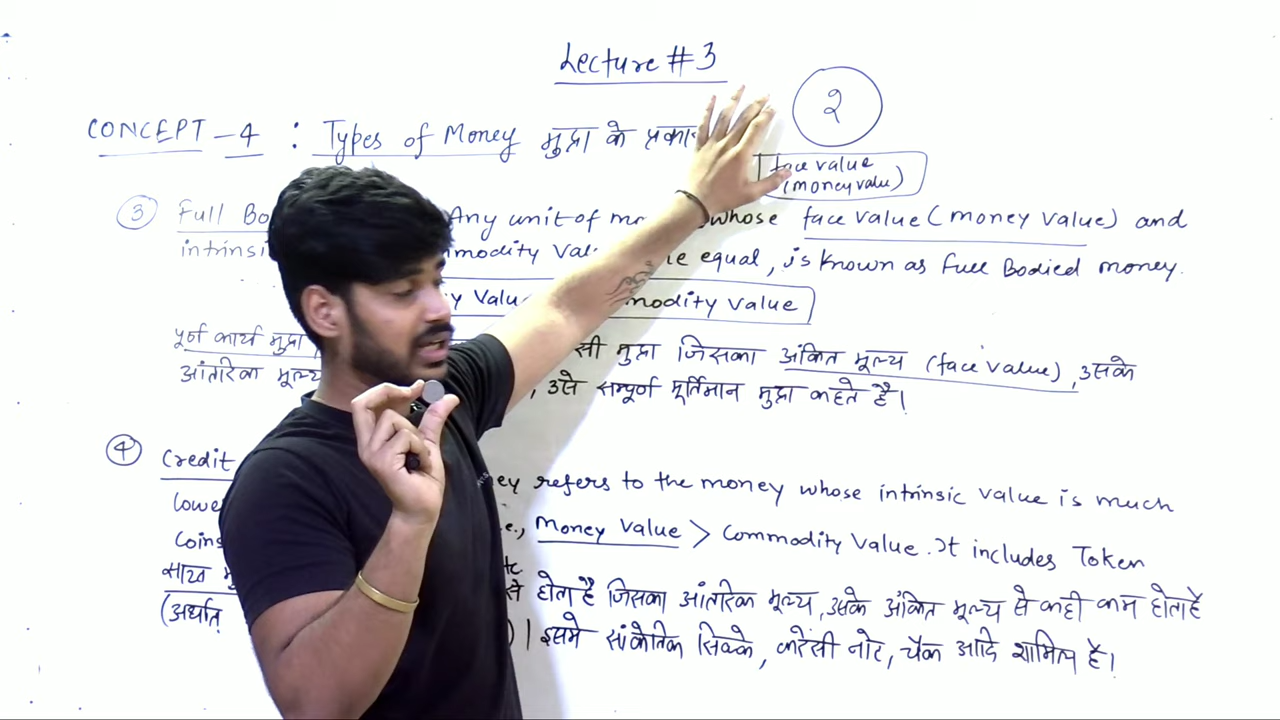 Lecture #3
2
CONCEPT - 4 : Types of Money मुद्रा के प्रका
face value
(money value)
③ Full Bo Any unit of mo whose face value (money value) and
intrinsi modity Val equal, is known as full Bodied money.
y Valu modity value
पूर्ण कार्य मुद्रा सी मुद्रा जिसका अंकित मूल्य (face value), उसके
आंतरिक मूल्य , उसे सम्पूर्ण मूर्तिमान मुद्रा कहते है।
④ Credit ey refers to the money whose intrinsic value is much
Lowe e., Money Value > Commodity Value. It includes Token
Coins tc.
साख मु से होता है जिसका आंतरिक मूल्य, उसके अंकित मूल्य से कही कम होता है
(अर्थात् ) । इसमे सांकेतिक सिक्के, करेंसी नोट, चैक आदि शामिल है।